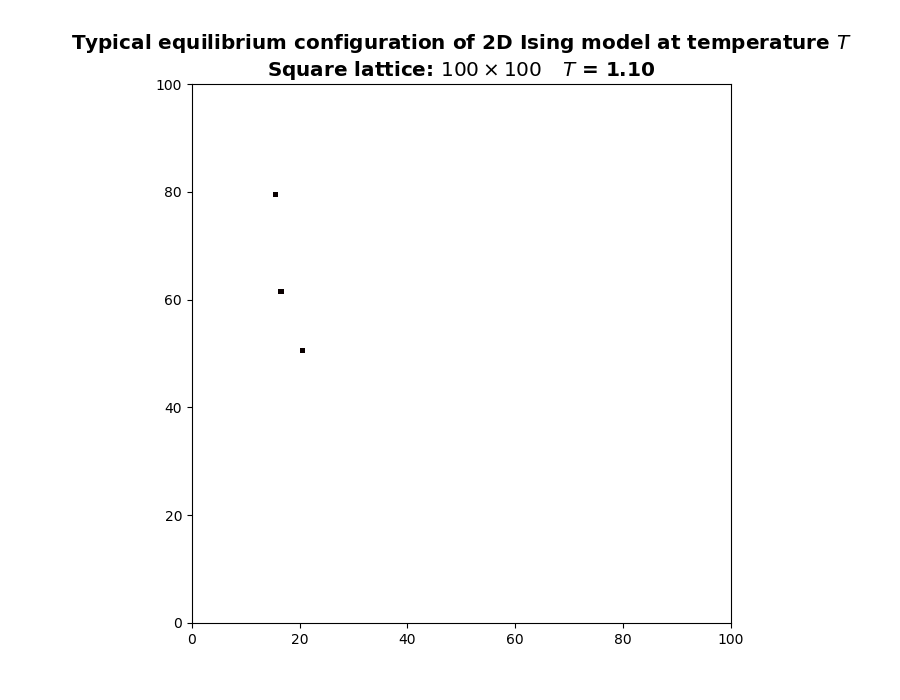 Typical equilibrium configuration of 2D Ising model at temperature T
Square lattice: 100 × 100 T = 1.10
100
80
60
40
20
0
0 20 40 60 80 100